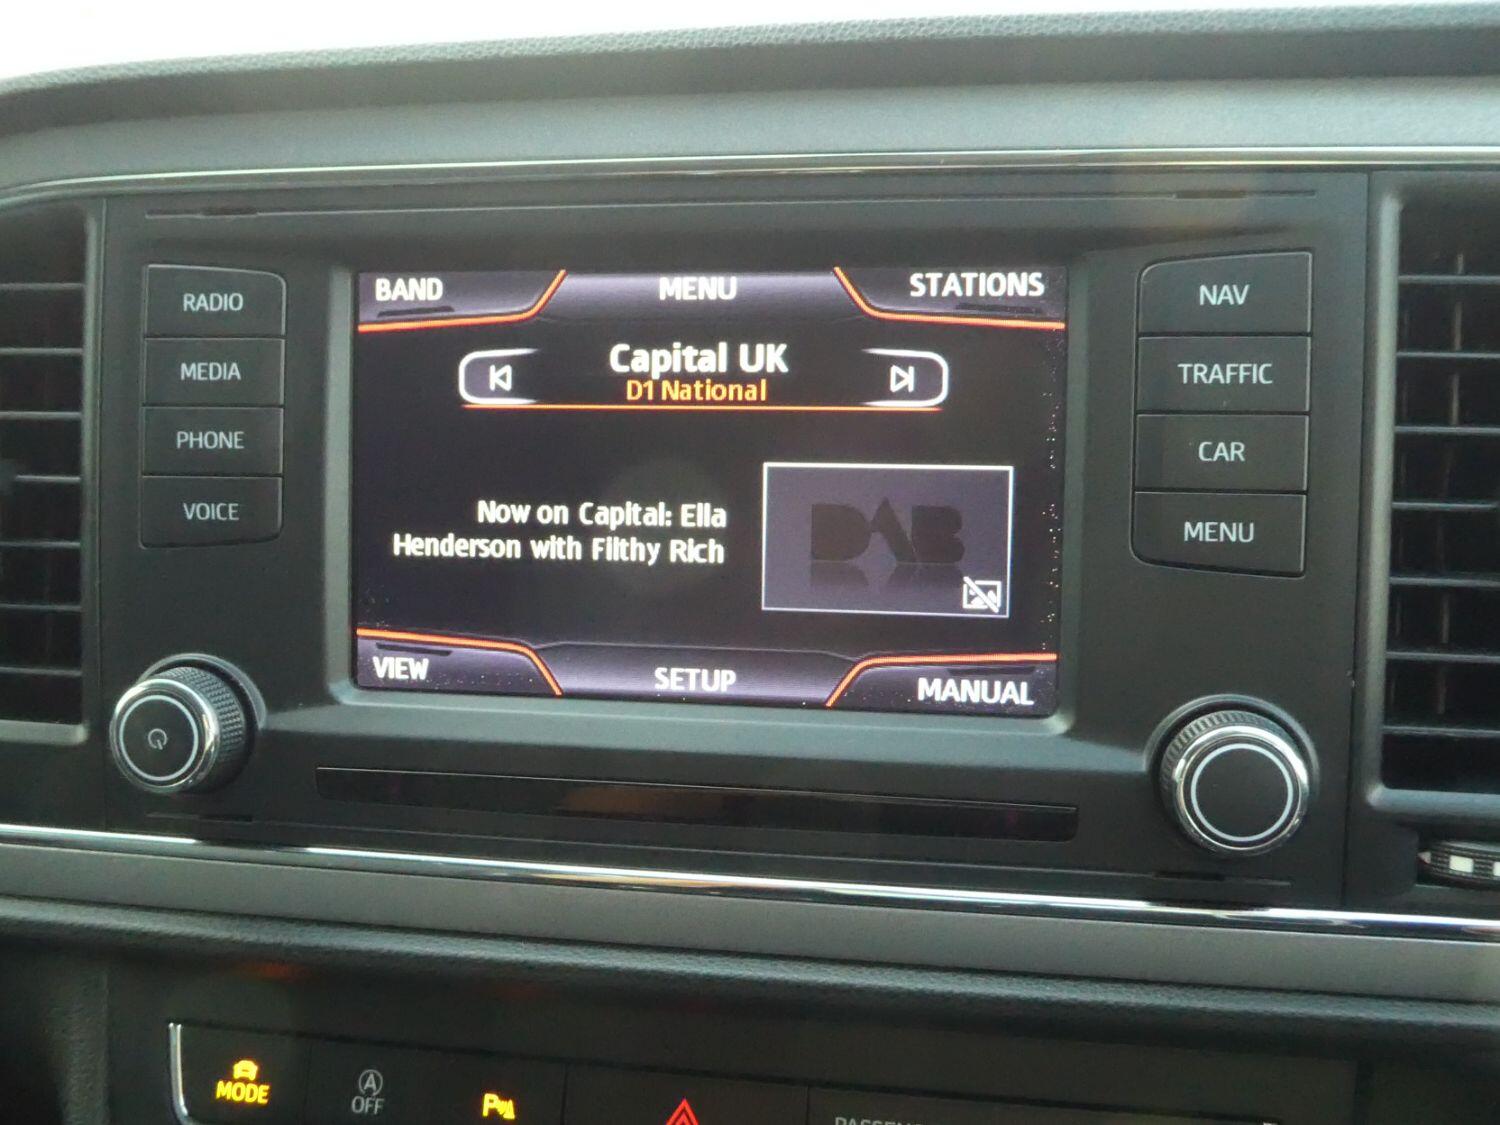 BAND MENU STATIONS
RADIO
MEDIA
PHONE
VOICE
Capital UK
D1 National
Now on Capital: Ella
Henderson with Filthy Rich
DAB
VIEW SETUP MANUAL
NAV
TRAFFIC
CAR
MENU
MODE
A
OFF
P